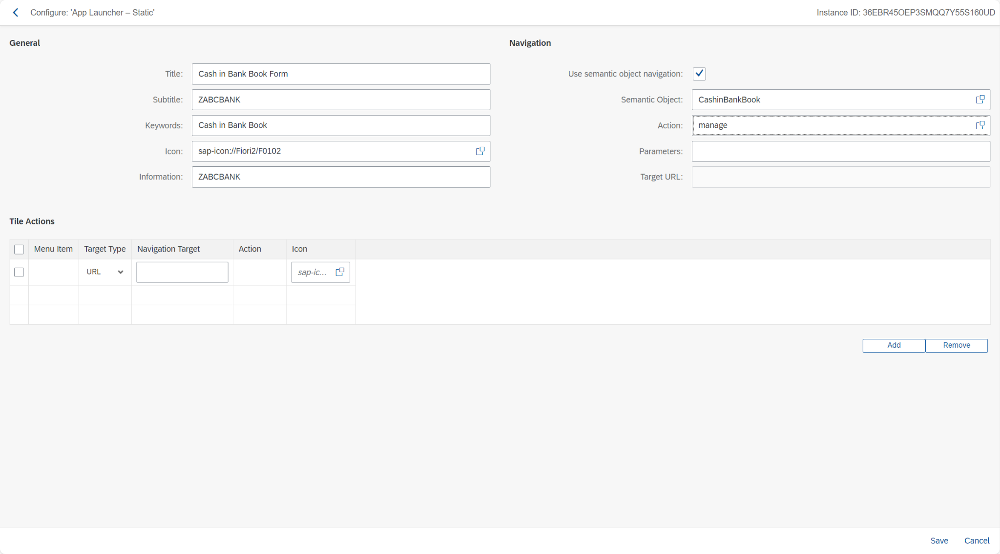 Configure: 'App Launcher – Static'
Instance ID: 36EBR45OEP3SMQQ7Y55S160UD
General
Title: Cash in Bank Book Form
Subtitle: ZABCBANK
Keywords: Cash in Bank Book
Icon: sap-icon://Fiori2/F0102
Information: ZABCBANK
Navigation
Use semantic object navigation:
Semantic Object: CashinBankBook
Action: manage
Parameters:
Target URL:
Tile Actions
Menu Item Target Type Navigation Target Action Icon
URL sap-ic...
Add Remove
Save Cancel